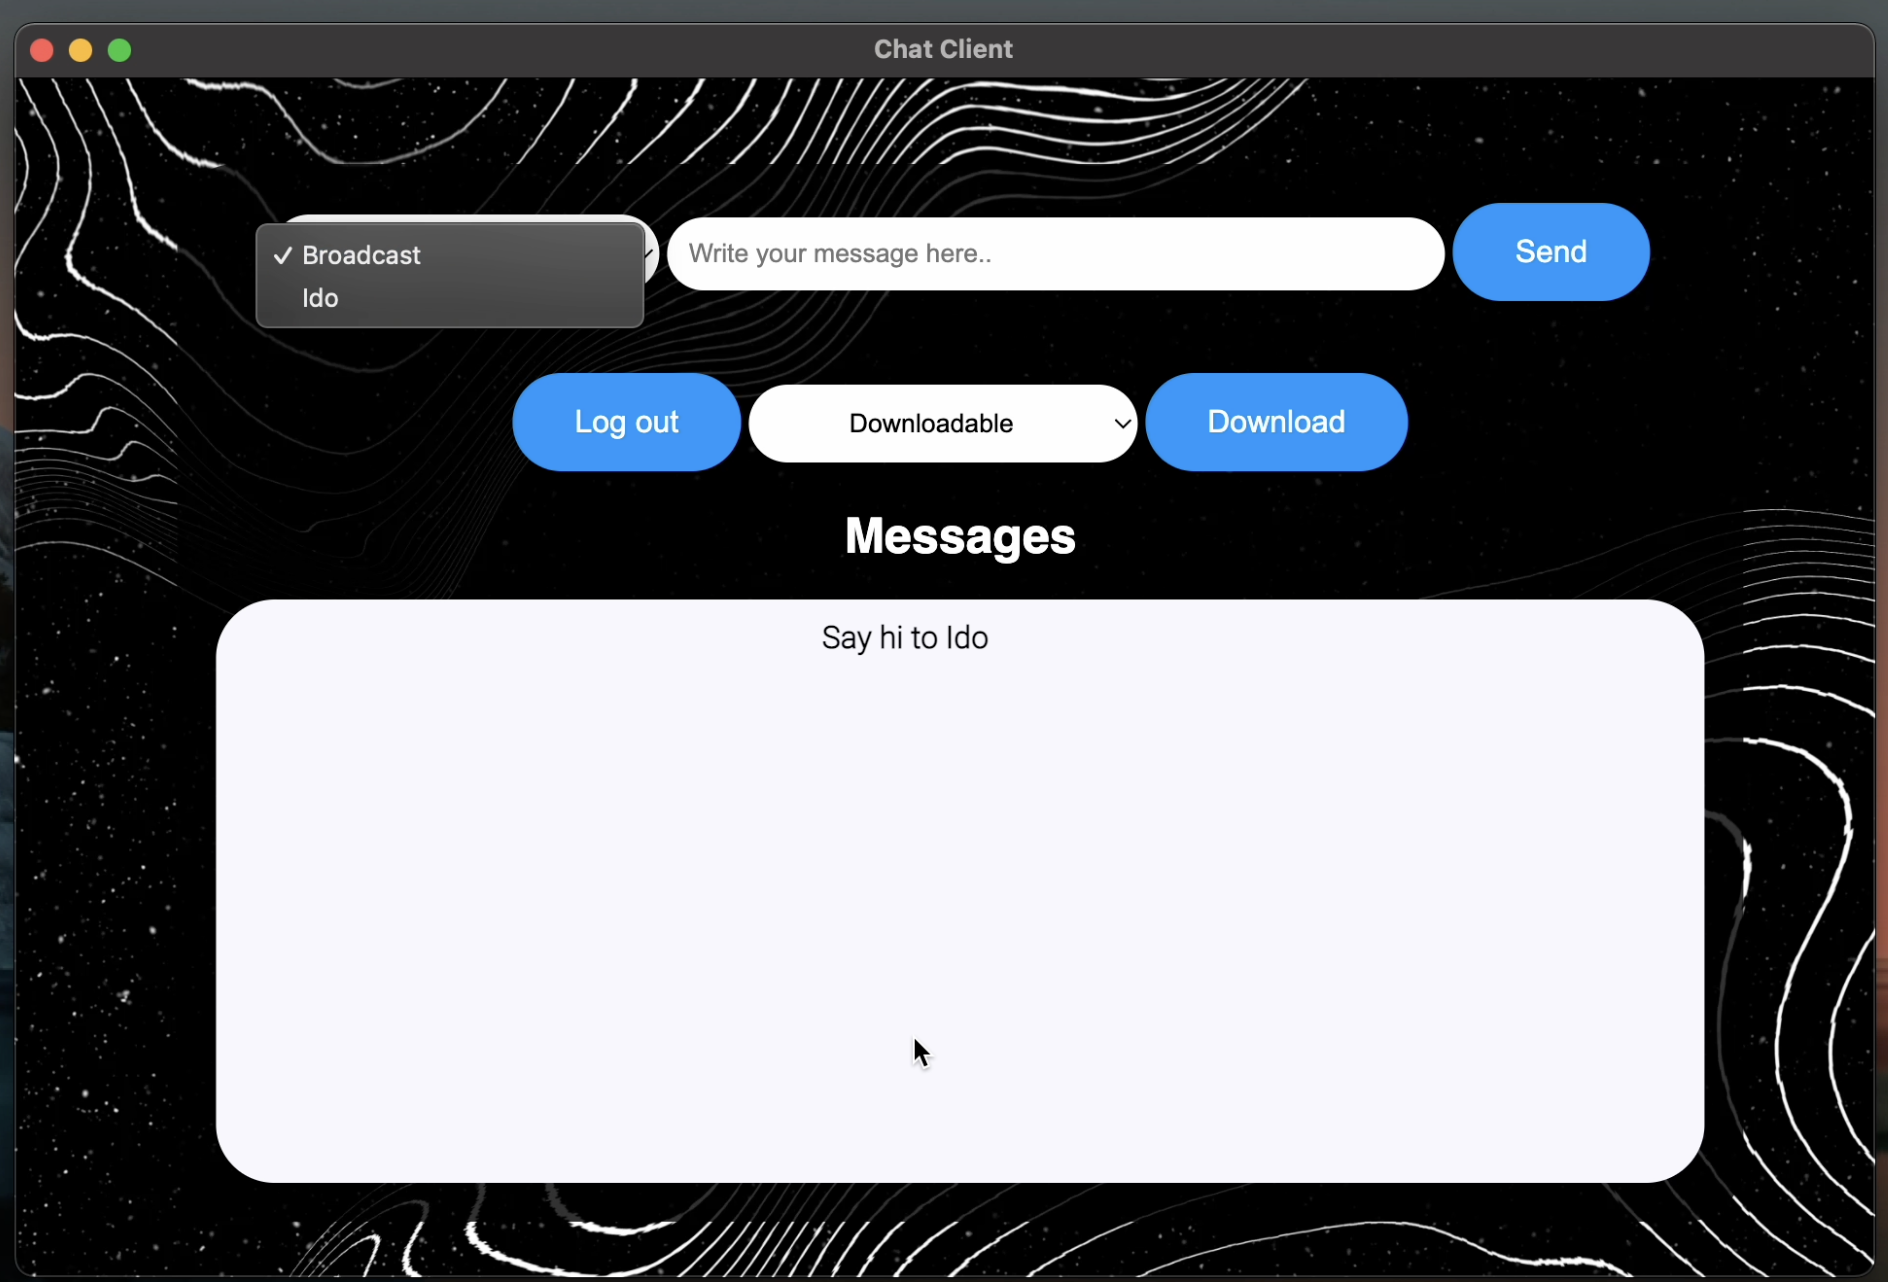 Chat Client
✓ Broadcast
Ido
Write your message here..
Send
Log out
Downloadable
Download
Messages
Say hi to Ido